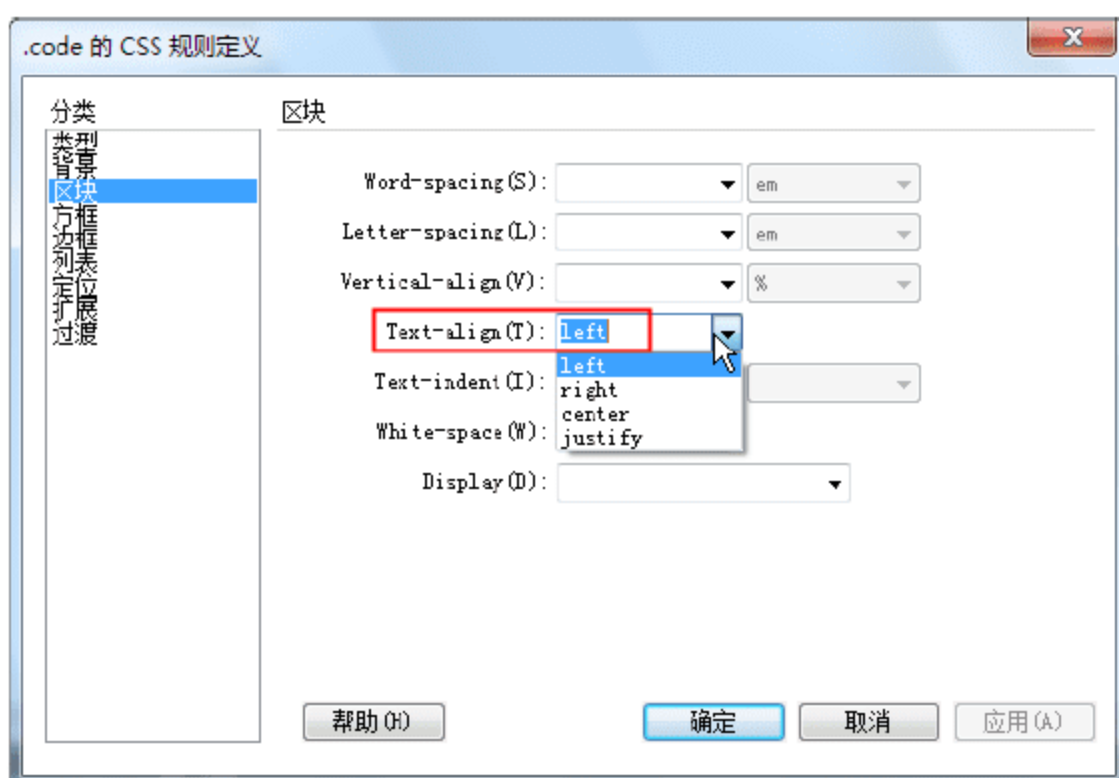 .code 的 CSS 规则定义
分类
类型
背景
区块
方框
边框
列表
定位
扩展
过渡
区块
Word-spacing(S):
em
Letter-spacing(L):
em
Vertical-align(V):
%
Text-align(T): left
left
right
center
justify
Text-indent(I):
White-space(W):
Display(D):
帮助(H)
确定
取消
应用(A)